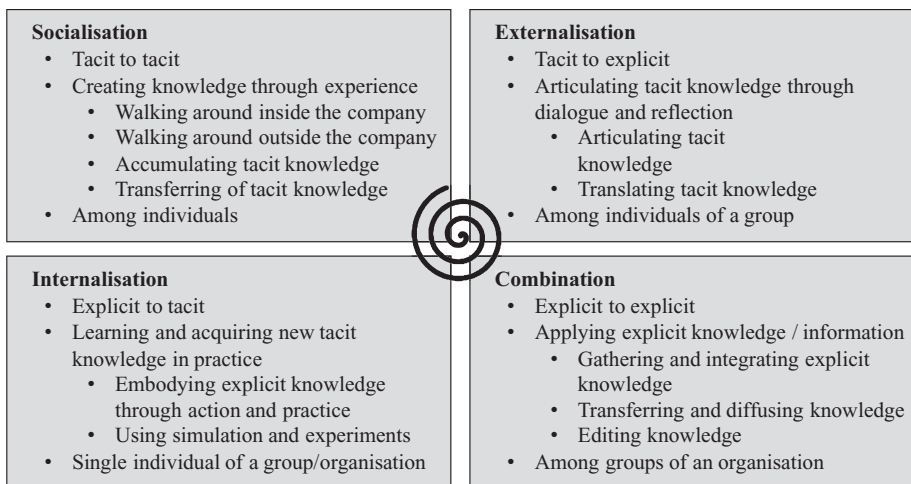 Socialisation
• Tacit to tacit
• Creating knowledge through experience
• Walking around inside the company
• Walking around outside the company
• Accumulating tacit knowledge
• Transferring of tacit knowledge
• Among individuals
Externalisation
• Tacit to explicit
• Articulating tacit knowledge through
dialogue and reflection
• Articulating tacit
knowledge
• Translating tacit knowledge
• Among individuals of a group
Internalisation
• Explicit to tacit
• Learning and acquiring new tacit
knowledge in practice
• Embodying explicit knowledge
through action and practice
• Using simulation and experiments
• Single individual of a group/organisation
Combination
• Explicit to explicit
• Applying explicit knowledge / information
• Gathering and integrating explicit
knowledge
• Transferring and diffusing knowledge
• Editing knowledge
• Among groups of an organisation